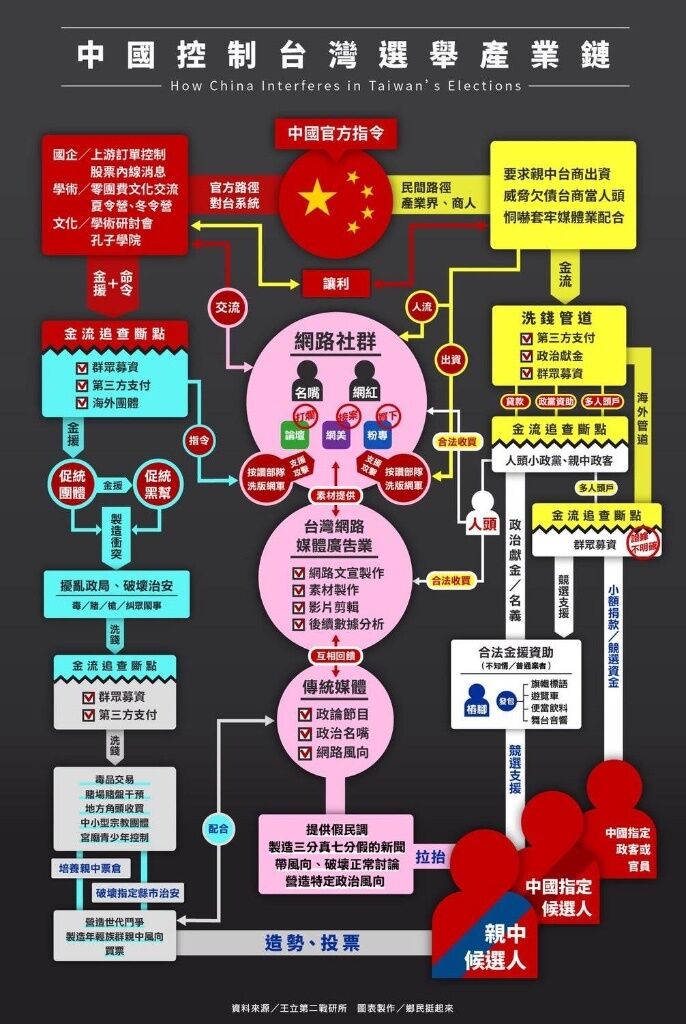 中國控制台灣選舉產業鏈
How China Interferes in Taiwan's Elections
中國官方指令
國企／上游訂單控制
股票內線消息
學術／零團費文化交流
夏令營、冬令營
文化／學術研討會
孔子學院
官方路徑
對台系統
民間路徑
產業界、商人
要求親中台商出資
威脅欠債台商當人頭
恫嚇套牢媒體業配合
讓利
金援＋命令
交流
人流
出資
金流
金流追查斷點
群眾募資
第三方支付
海外團體
金援
指令
促統團體
金援
促統黑幫
製造衝突
擾亂政局、破壞治安
毒／賭／槍／糾眾鬧事
洗錢
金流追查斷點
群眾募資
第三方支付
洗錢
毒品交易
賭場賭盤干預
地方角頭收買
中小型宗教團體
宮廟青少年控制
培養親中票倉
破壞指定縣市治安
營造世代鬥爭
製造年輕族群親中風向
買票
配合
造勢、投票
網路社群
名嘴
網紅
打爛
接案
買下
論壇
網美
粉專
按讚部隊
洗版網軍
支援
攻擊
支援
攻擊
按讚部隊
洗版網軍
素材提供
台灣網路
媒體廣告業
網路文宣製作
素材製作
影片剪輯
後續數據分析
互相回饋
傳統媒體
政論節目
政治名嘴
網路風向
提供假民調
製造三分真七分假的新聞
帶風向、破壞正常討論
營造特定政治風向
拉抬
合法收買
人頭
合法收買
洗錢管道
第三方支付
政治獻金
群眾募資
貸款
政黨資助
多人頭戶
海外管道
金流追查斷點
人頭小政黨、親中政客
多人頭戶
金流追查斷點
群眾募資
不明確
政治獻金／名義
競選支援
小額捐款／競選資金
合法金援資助
（不知情／普通業者）
樁腳
發包
旗幟標語
遊覽車
便當飲料
舞台音響
競選支援
中國指定
政客或
官員
中國指定
候選人
親中
候選人
資料來源／王立第二戰研所　圖表製作／鄉民挺起來